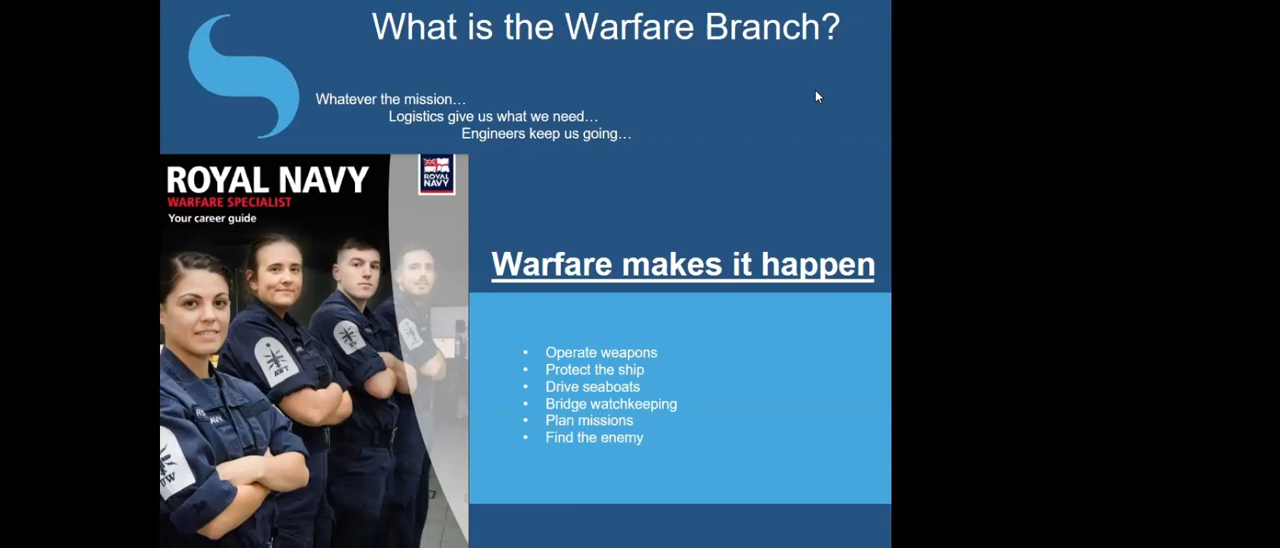 What is the Warfare Branch?
Whatever the mission…
Logistics give us what we need…
Engineers keep us going…
ROYAL NAVY
WARFARE SPECIALIST
Your career guide
ROYAL
NAVY
Warfare makes it happen
• Operate weapons
• Protect the ship
• Drive seaboats
• Bridge watchkeeping
• Plan missions
• Find the enemy
AWT
UW